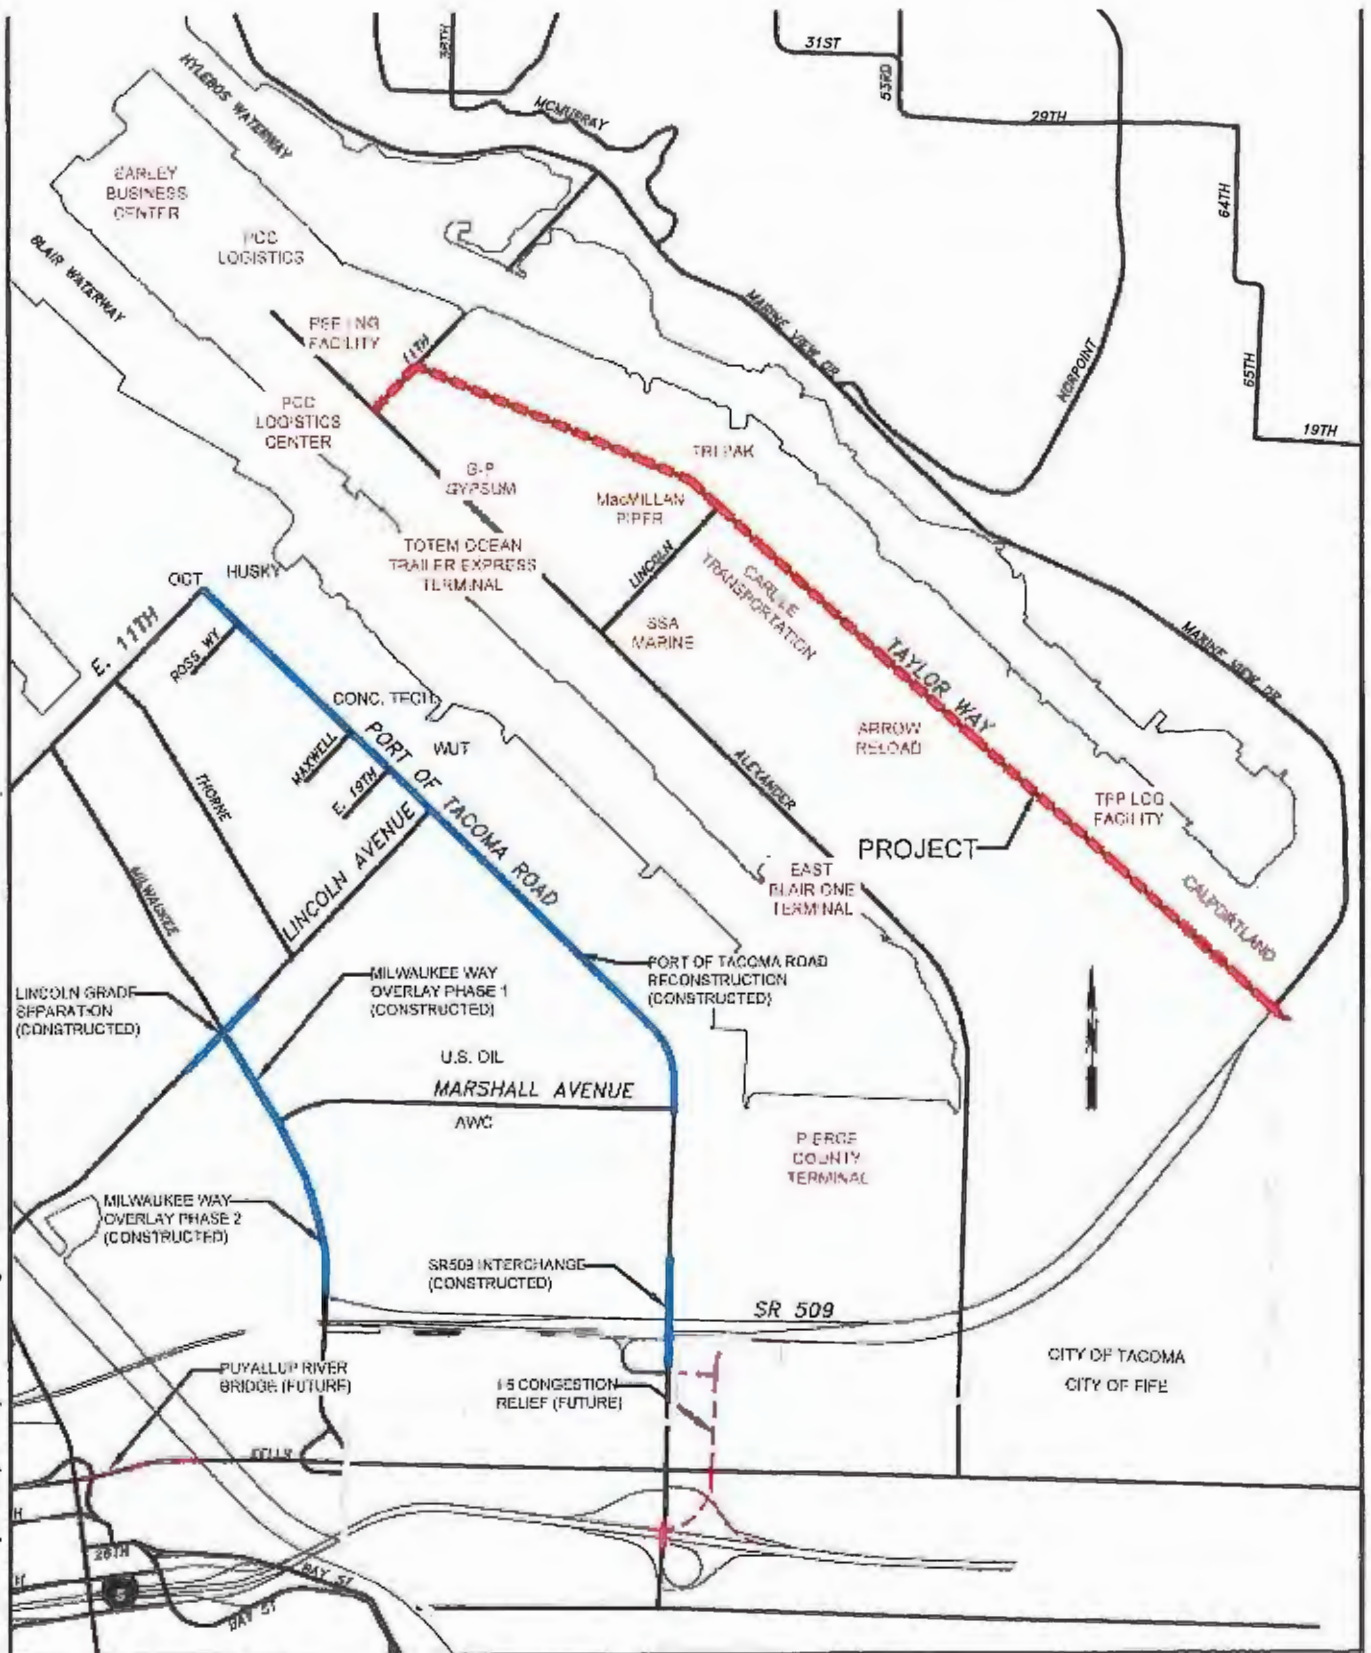 38TH
31ST
53RD
29TH
HYLEBOS WATERWAY
MCMURRAY
EARLEY
BUSINESS
CENTER
64TH
PCC
LOGISTICS
BLAIR WATERWAY
MARINE VIEW DR
PSE LNG
FACILITY
11TH
NORPOINT
65TH
19TH
PCC
LOGISTICS
CENTER
TRI PAK
G-P
GYPSUM
MacMILLAN
PIPER
TOTEM OCEAN
TRAILER EXPRESS
TERMINAL
LINCOLN
CARLILE
TRANSPORTATION
OCT
HUSKY
E. 11TH
ROSS WY
SSA
MARINE
TAYLOR WAY
MARINE VIEW DR
CONC. TECH
PORT OF TACOMA ROAD
WUT
MAXWELL
E. 19TH
ARROW
RELOAD
ALEXANDER
THORNE
TPP LOG
FACILITY
LINCOLN AVENUE
PROJECT
MILWAUKEE
EAST
BLAIR ONE
TERMINAL
CALPORTLAND
LINCOLN GRADE
SEPARATION
(CONSTRUCTED)
MILWAUKEE WAY
OVERLAY PHASE 1
(CONSTRUCTED)
PORT OF TACOMA ROAD
RECONSTRUCTION
(CONSTRUCTED)
U.S. OIL
MARSHALL AVENUE
AWC
PIERCE
COUNTY
TERMINAL
MILWAUKEE WAY
OVERLAY PHASE 2
(CONSTRUCTED)
SR509 INTERCHANGE
(CONSTRUCTED)
SR 509
PUYALLUP RIVER
BRIDGE (FUTURE)
I-5 CONGESTION
RELIEF (FUTURE)
CITY OF TACOMA
CITY OF FIFE
26TH
BAY ST
BAY ST